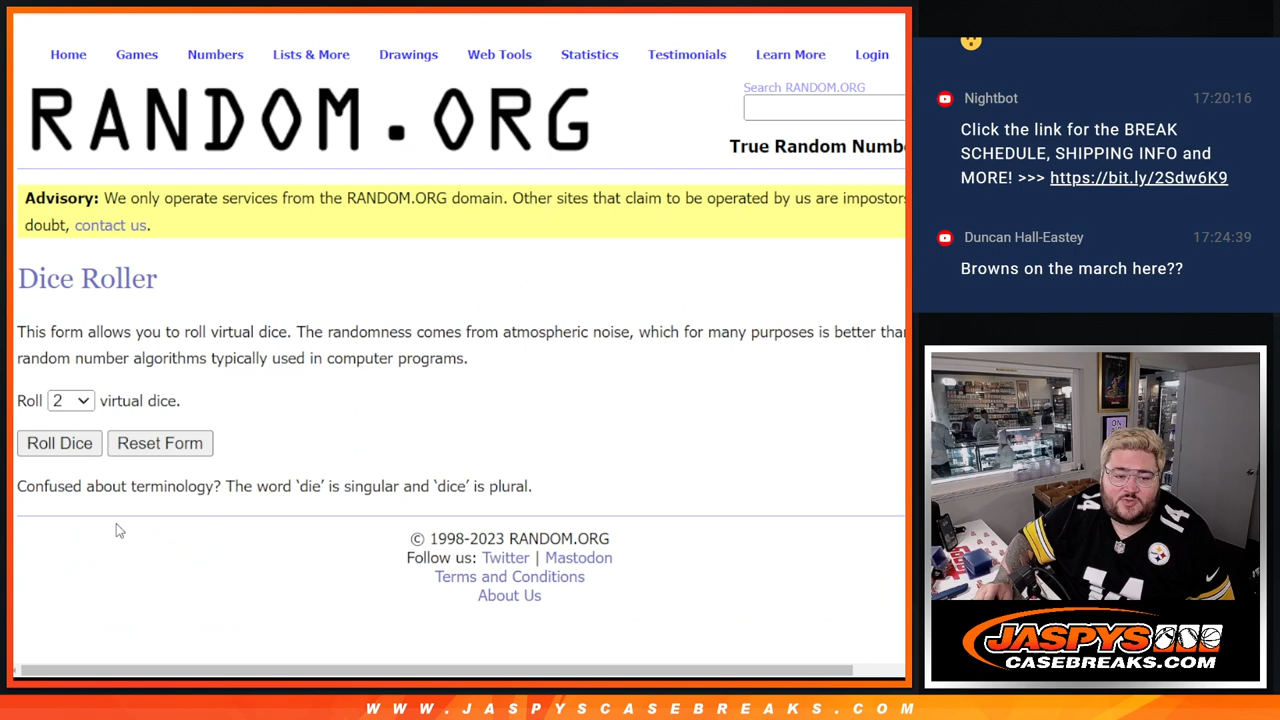 Home Games Numbers Lists & More Drawings Web Tools Statistics Testimonials Learn More Login
RANDOM.ORG
Search RANDOM.ORG
True Random Numb
Advisory: We only operate services from the RANDOM.ORG domain. Other sites that claim to be operated by us are impostors
doubt, contact us.
Dice Roller
This form allows you to roll virtual dice. The randomness comes from atmospheric noise, which for many purposes is better than
random number algorithms typically used in computer programs.
Roll 2 virtual dice.
Roll Dice Reset Form
Confused about terminology? The word ‘die’ is singular and ‘dice’ is plural.
© 1998-2023 RANDOM.ORG
Follow us: Twitter | Mastodon
Terms and Conditions
About Us
Nightbot 17:20:16
Click the link for the BREAK
SCHEDULE, SHIPPING INFO and
MORE! >>> https://bit.ly/2Sdw6K9
Duncan Hall-Eastey 17:24:39
Browns on the march here??
14
14
JASPYS
CASEBREAKS.COM
WWW.JASPYSCASEBREAKS.COM